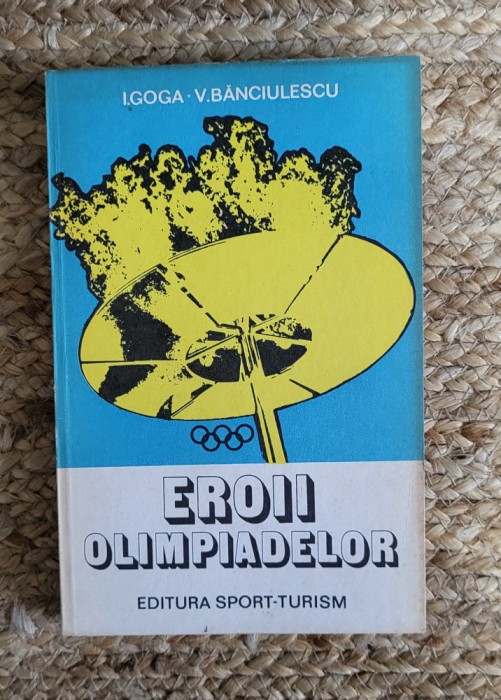 I.GOGA · V.BĂNCIULESCU
EROII
OLIMPIADELOR
EDITURA SPORT-TURISM